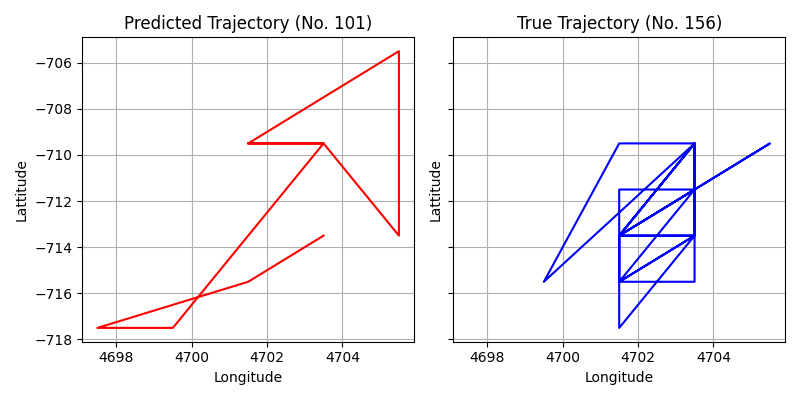 Predicted Trajectory (No. 101)
True Trajectory (No. 156)
Lattitude
−706
−708
−710
−712
−714
−716
−718
4698
4700
4702
4704
Longitude
Lattitude
4698
4700
4702
4704
Longitude